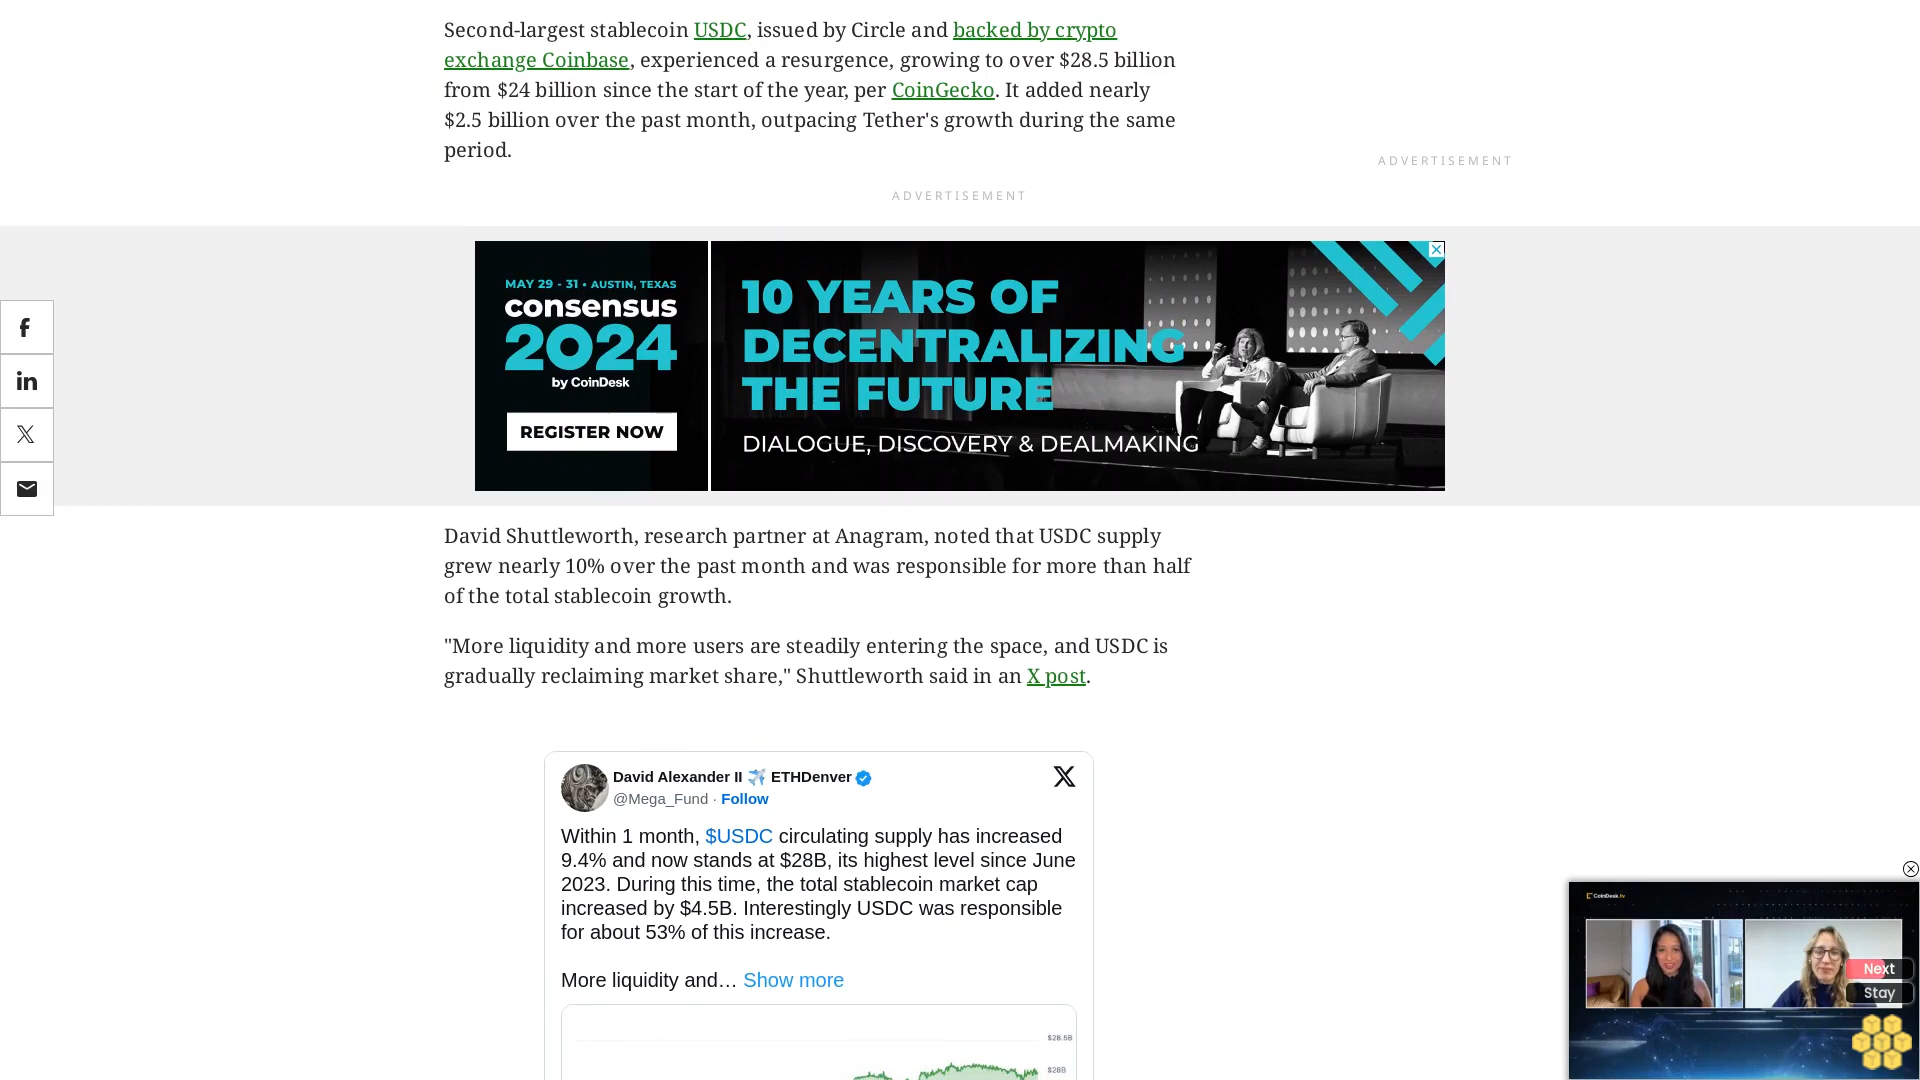 Second-largest stablecoin USDC, issued by Circle and backed by crypto
exchange Coinbase, experienced a resurgence, growing to over $28.5 billion
from $24 billion since the start of the year, per CoinGecko. It added nearly
$2.5 billion over the past month, outpacing Tether's growth during the same
period.
ADVERTISEMENT
ADVERTISEMENT
MAY 29 - 31 • AUSTIN, TEXAS
consensus
2024
by CoinDesk
REGISTER NOW
10 YEARS OF
DECENTRALIZING
THE FUTURE
DIALOGUE, DISCOVERY & DEALMAKING
David Shuttleworth, research partner at Anagram, noted that USDC supply
grew nearly 10% over the past month and was responsible for more than half
of the total stablecoin growth.
"More liquidity and more users are steadily entering the space, and USDC is
gradually reclaiming market share," Shuttleworth said in an X post.
David Alexander II ✈️ ETHDenver
@Mega_Fund · Follow
Within 1 month, $USDC circulating supply has increased
9.4% and now stands at $28B, its highest level since June
2023. During this time, the total stablecoin market cap
increased by $4.5B. Interestingly USDC was responsible
for about 53% of this increase.
More liquidity and… Show more
$28.5B
$28B
CoinDesk.tv
Next
Stay